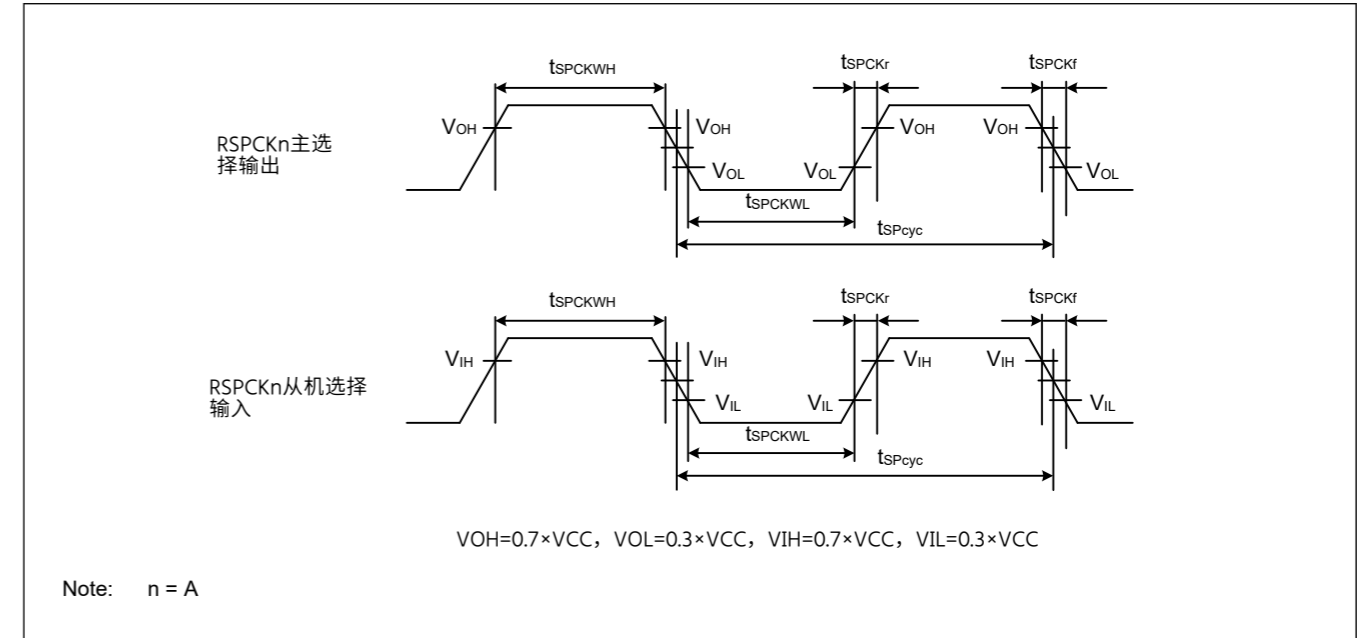 tSPCKWH
tSPCKr
tSPCKf
VOH
VOH
VOH
VOH
RSPCKn主选
择输出
VOL
VOL
VOL
tSPCKWL
tSPcyc
tSPCKWH
tSPCKr
tSPCKf
VIH
VIH
VIH
VIH
RSPCKn从机选择
输入
VIL
VIL
VIL
tSPCKWL
tSPcyc
VOH=0.7×VCC，VOL=0.3×VCC，VIH=0.7×VCC，VIL=0.3×VCC
Note: n = A